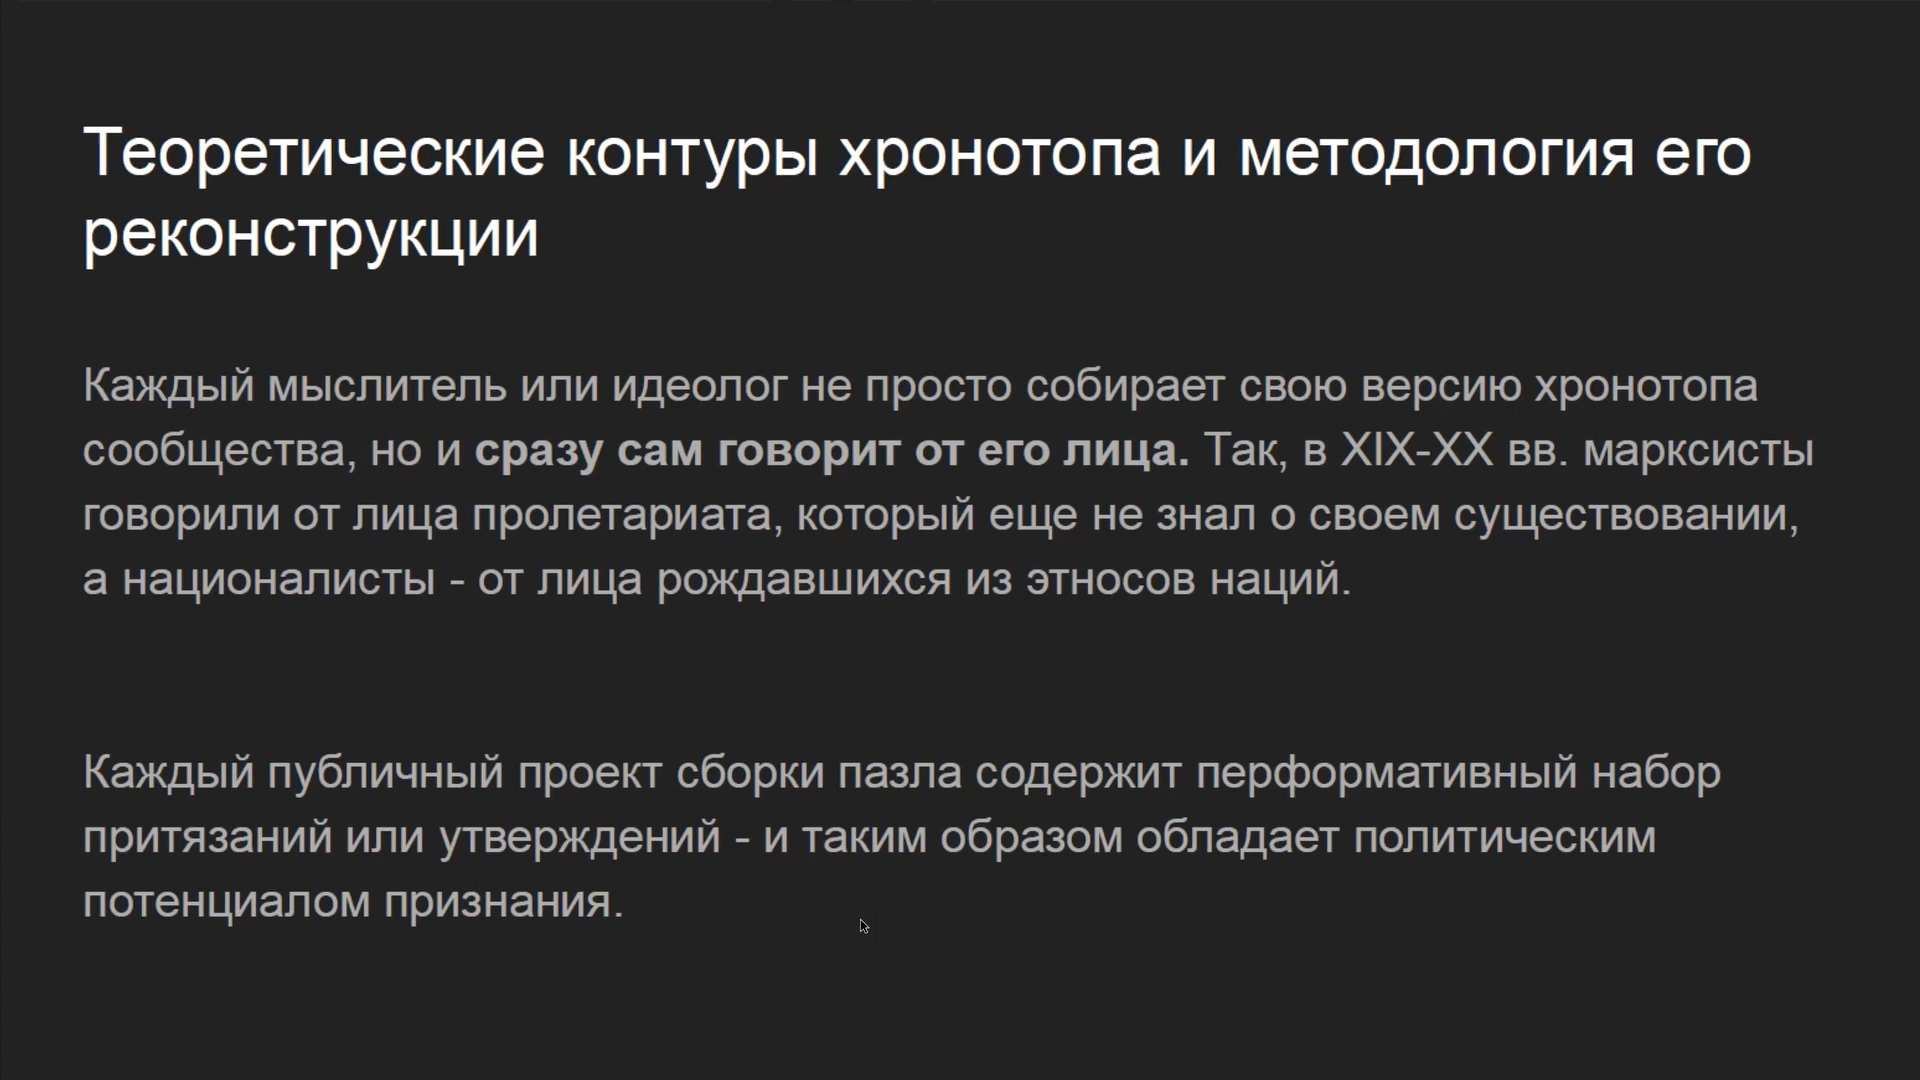 Теоретические контуры хронотопа и методология его
реконструкции
Каждый мыслитель или идеолог не просто собирает свою версию хронотопа
сообщества, но и сразу сам говорит от его лица. Так, в XIX-XX вв. марксисты
говорили от лица пролетариата, который еще не знал о своем существовании,
а националисты - от лица рождавшихся из этносов наций.
Каждый публичный проект сборки пазла содержит перформативный набор
притязаний или утверждений - и таким образом обладает политическим
потенциалом признания.